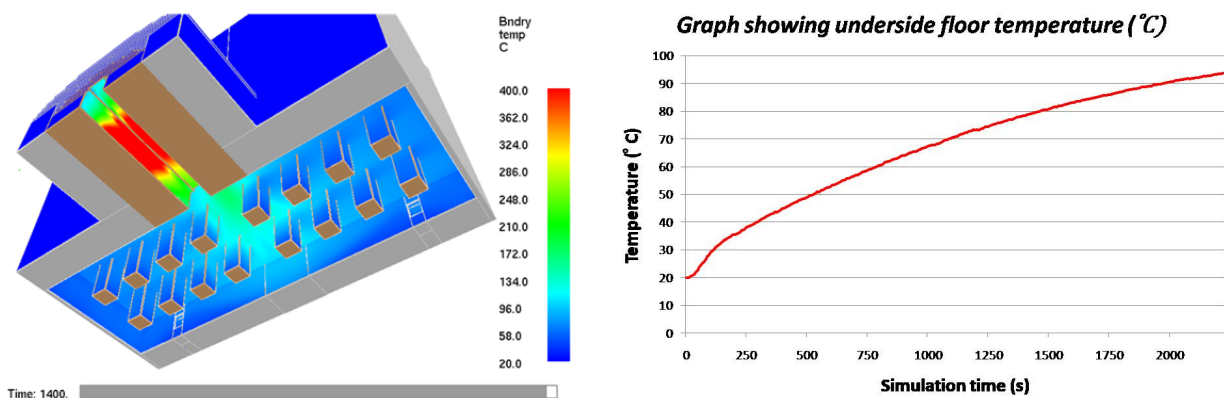 Bndry
temp
C
400.0
362.0
324.0
286.0
248.0
210.0
172.0
134.0
96.0
58.0
20.0
Time: 1400.
Graph showing underside floor temperature (°C)
Temperature (° C)
100
90
80
70
60
50
40
30
20
10
0
0 250 500 750 1000 1250 1500 1750 2000
Simulation time (s)